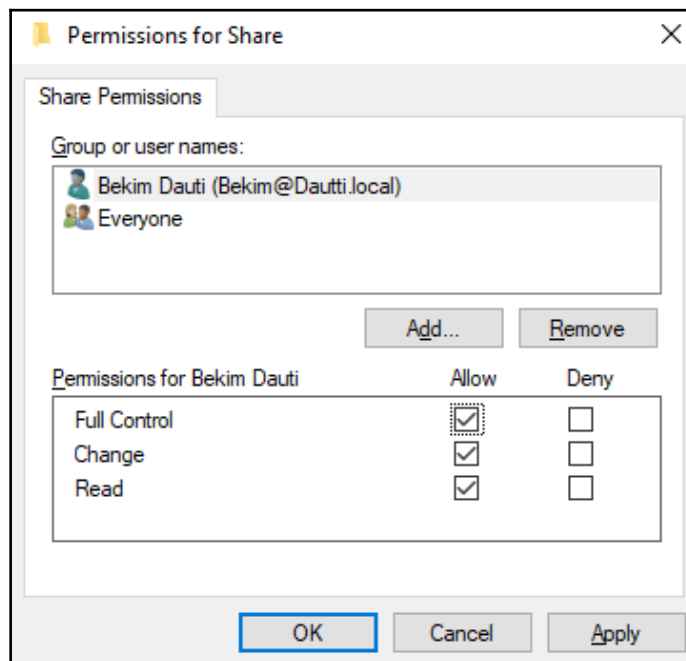 Permissions for Share
Share Permissions
Group or user names:
Bekim Dauti (Bekim@Dautti.local)
Everyone
Add... Remove
Permissions for Bekim Dauti Allow Deny
Full Control
Change
Read
OK Cancel Apply